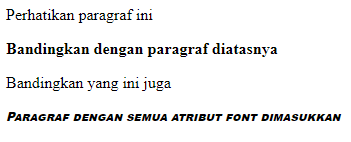 Perhatikan paragraf ini
Bandingkan dengan paragraf diatasnya
Bandingkan yang ini juga
Paragraf dengan semua atribut font dimasukkan